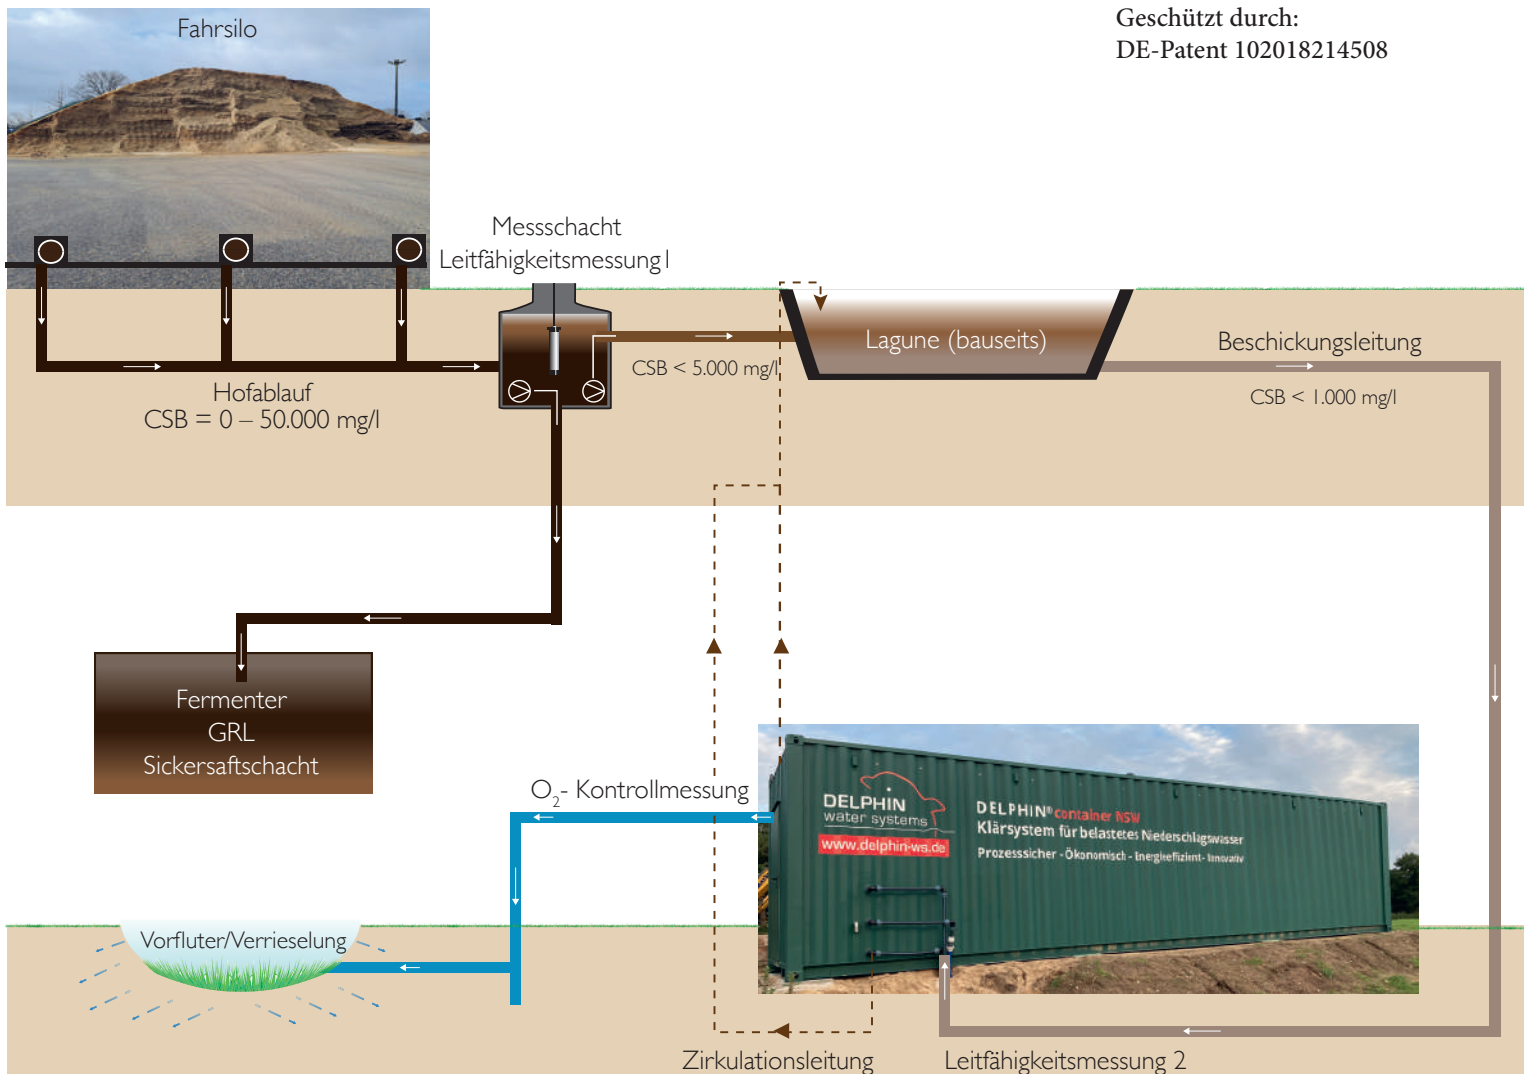 Geschützt durch:
DE-Patent 102018214508
Fahrsilo
Messschacht
Leitfähigkeitsmessung1
Hofablauf
CSB = 0 – 50.000 mg/l
CSB < 5.000 mg/l
Lagune (bauseits)
Beschickungsleitung
CSB < 1.000 mg/l
Fermenter
GRL
Sickersaftschacht
O₂- Kontrollmessung
DELPHIN
water systems
www.delphin-ws.de
DELPHIN® container NSW
Klärsystem für belastetes Niederschlagswasser
Prozesssicher - Ökonomisch - Energieeffizient - Innovativ
Vorfluter/Verrieselung
Zirkulationsleitung
Leitfähigkeitsmessung 2